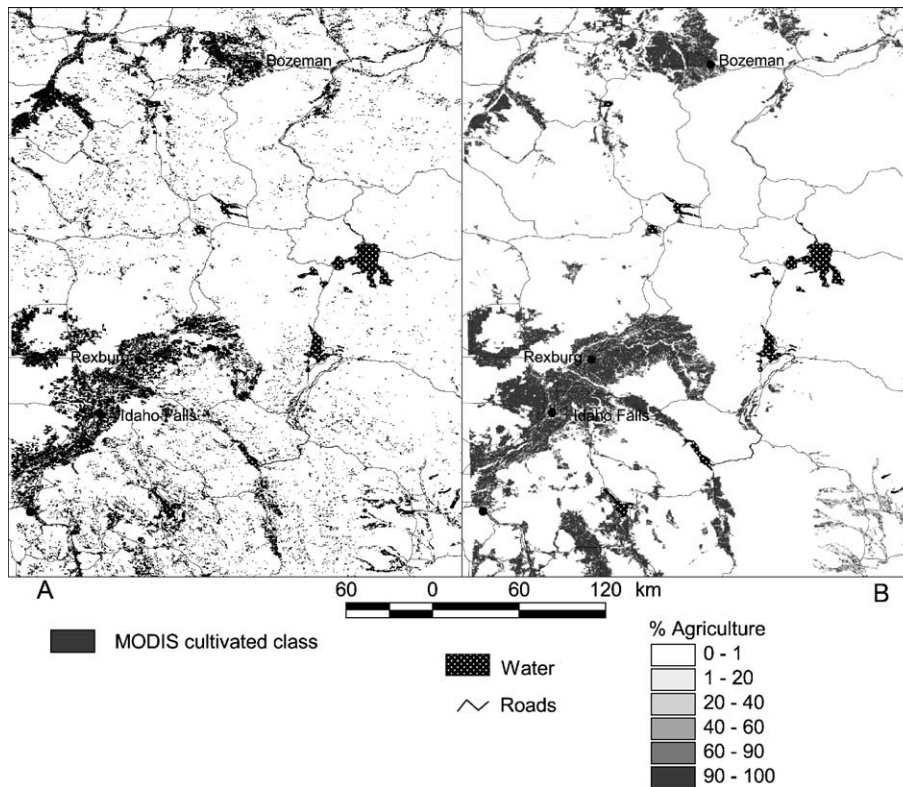 Bozeman
Bozeman
Rexburg
Rexburg
Idaho Falls
Idaho Falls
A
B
60 0 60 120 km
MODIS cultivated class
Water
Roads
% Agriculture
0 - 1
1 - 20
20 - 40
40 - 60
60 - 90
90 - 100